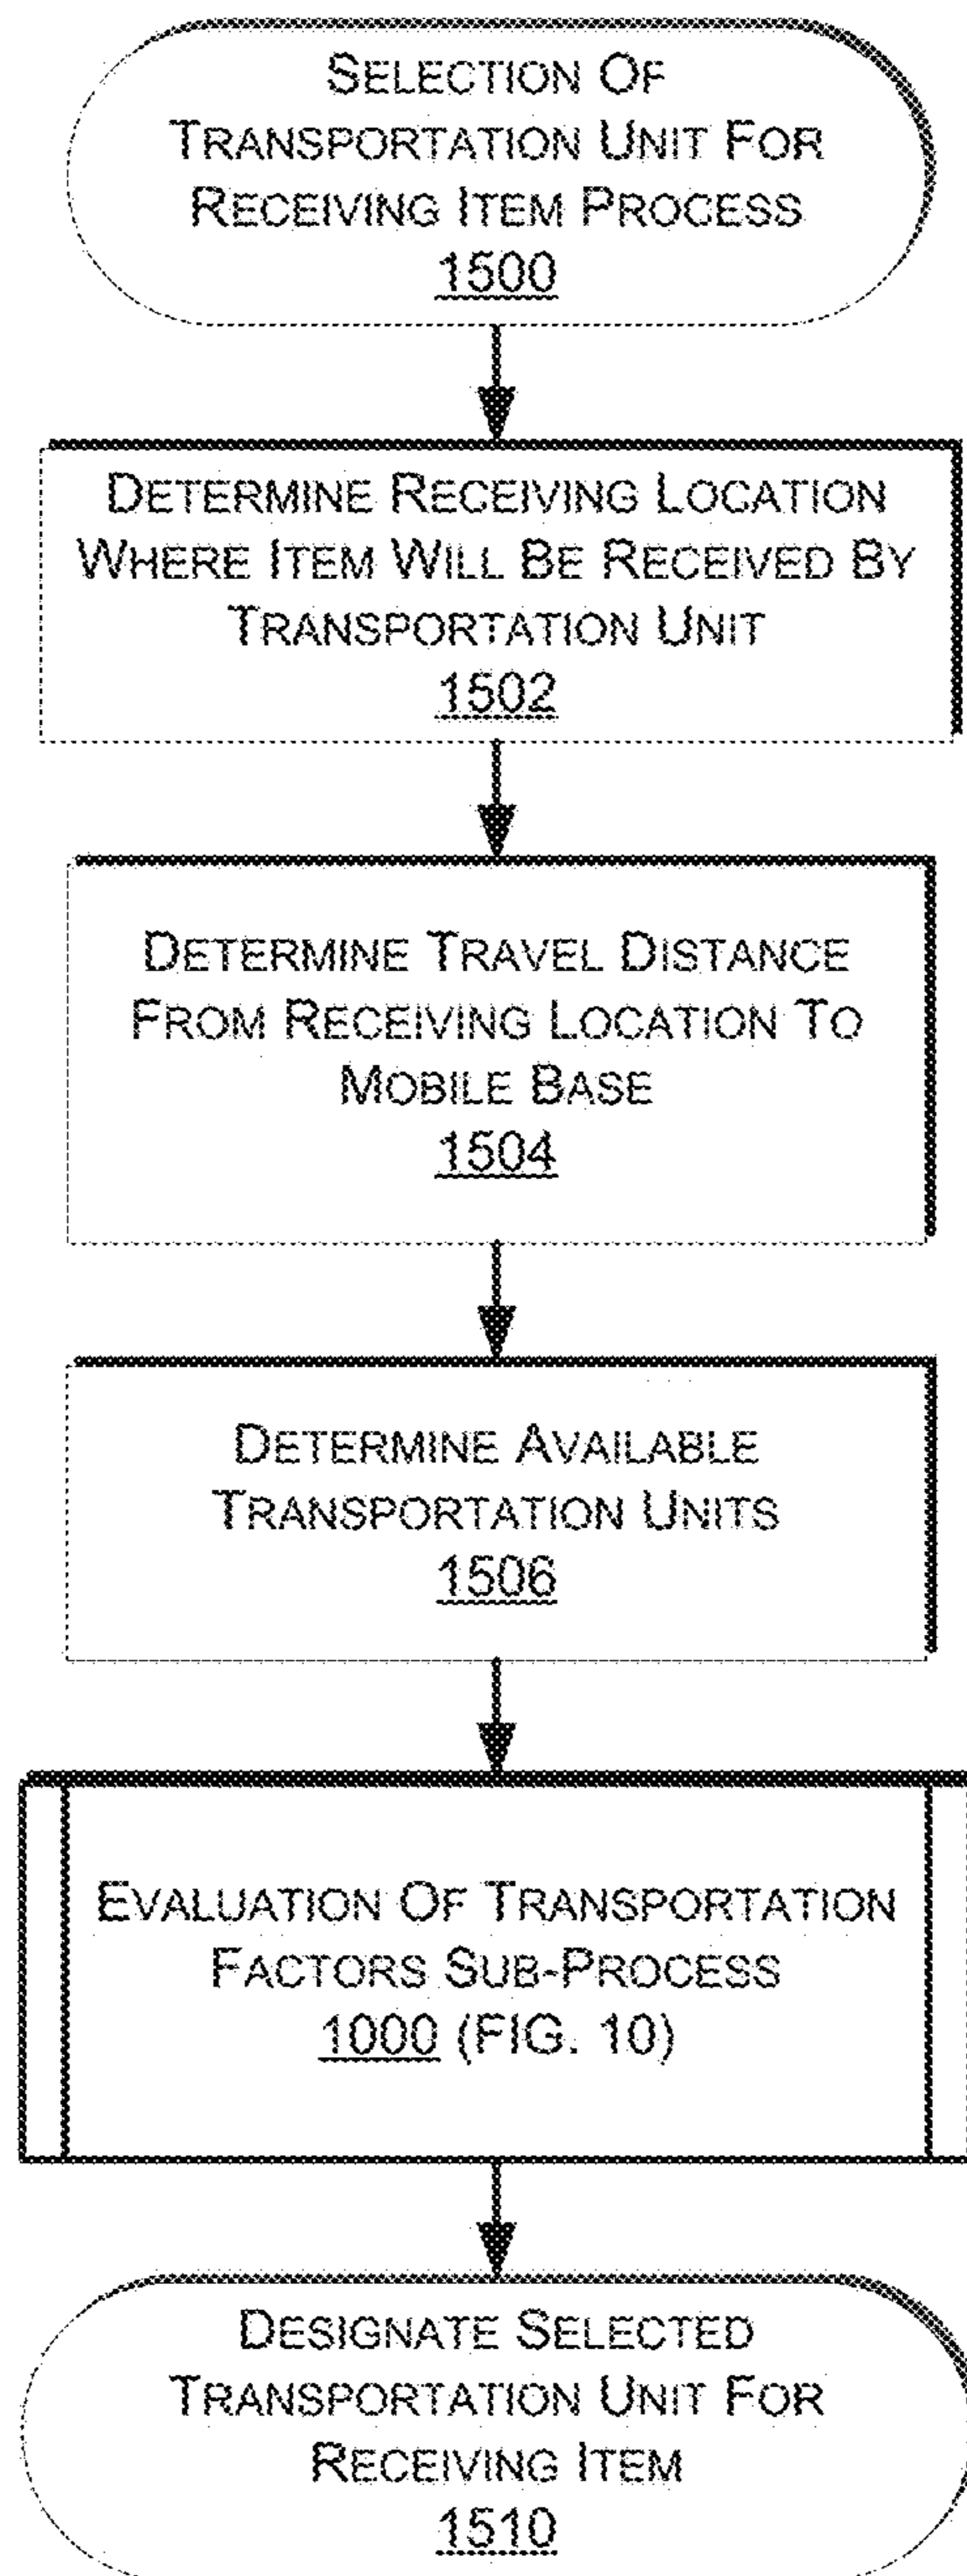 SELECTION OF
TRANSPORTATION UNIT FOR
RECEIVING ITEM PROCESS
1500
DETERMINE RECEIVING LOCATION
WHERE ITEM WILL BE RECEIVED BY
TRANSPORTATION UNIT
1502
DETERMINE TRAVEL DISTANCE
FROM RECEIVING LOCATION TO
MOBILE BASE
1504
DETERMINE AVAILABLE
TRANSPORTATION UNITS
1506
EVALUATION OF TRANSPORTATION
FACTORS SUB-PROCESS
1000 (FIG. 10)
DESIGNATE SELECTED
TRANSPORTATION UNIT FOR
RECEIVING ITEM
1510